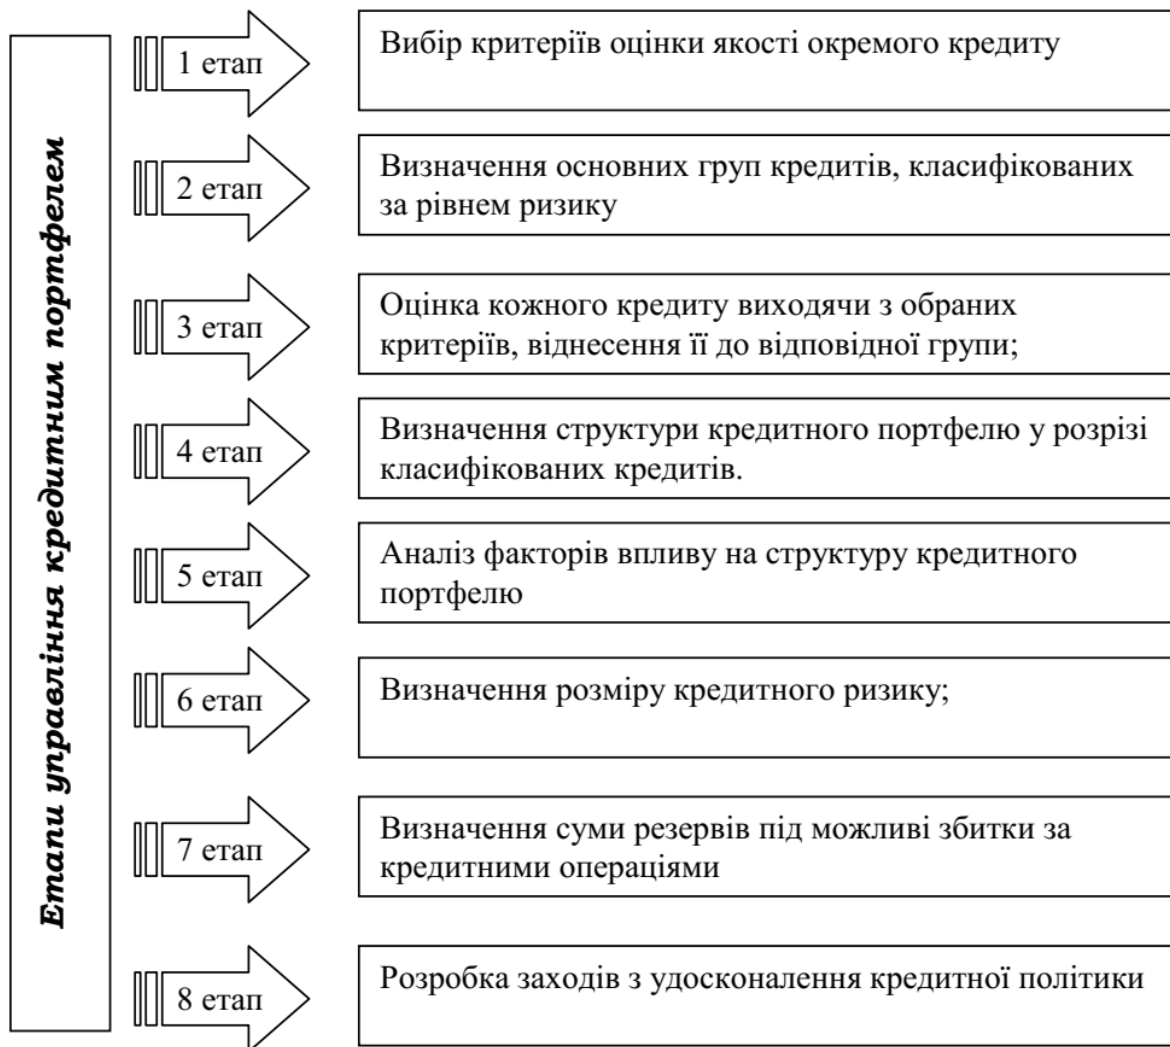 Етапи управління кредитним портфелем
1 етап
Вибір критеріїв оцінки якості окремого кредиту
2 етап
Визначення основних груп кредитів, класифікованих
за рівнем ризику
3 етап
Оцінка кожного кредиту виходячи з обраних
критеріїв, віднесення її до відповідної групи;
4 етап
Визначення структури кредитного портфелю у розрізі
класифікованих кредитів.
5 етап
Аналіз факторів впливу на структуру кредитного
портфелю
6 етап
Визначення розміру кредитного ризику;
7 етап
Визначення суми резервів під можливі збитки за
кредитними операціями
8 етап
Розробка заходів з удосконалення кредитної політики